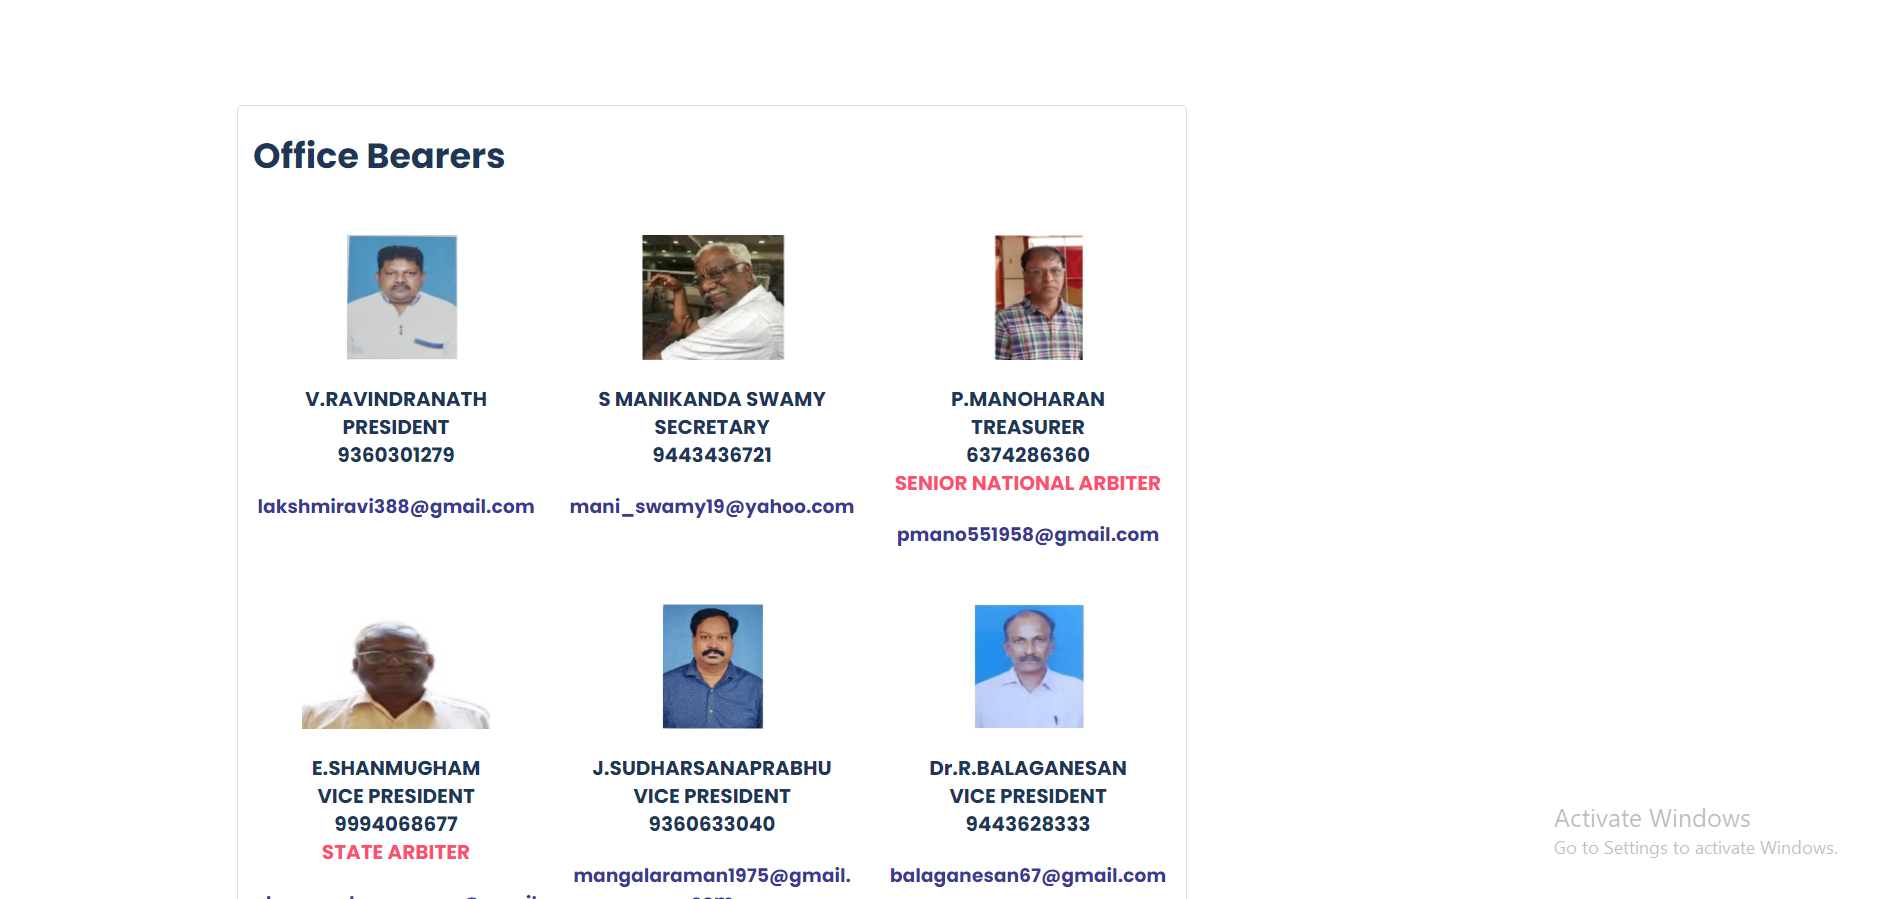 Office Bearers
V.RAVINDRANATH
PRESIDENT
9360301279
lakshmiravi388@gmail.com
S MANIKANDA SWAMY
SECRETARY
9443436721
mani_swamy19@yahoo.com
P.MANOHARAN
TREASURER
6374286360
SENIOR NATIONAL ARBITER
pmano551958@gmail.com
E.SHANMUGHAM
VICE PRESIDENT
9994068677
STATE ARBITER
J.SUDHARSANAPRABHU
VICE PRESIDENT
9360633040
mangalaraman1975@gmail.
com
Dr.R.BALAGANESAN
VICE PRESIDENT
9443628333
balaganesan67@gmail.com
Activate Windows
Go to Settings to activate Windows.